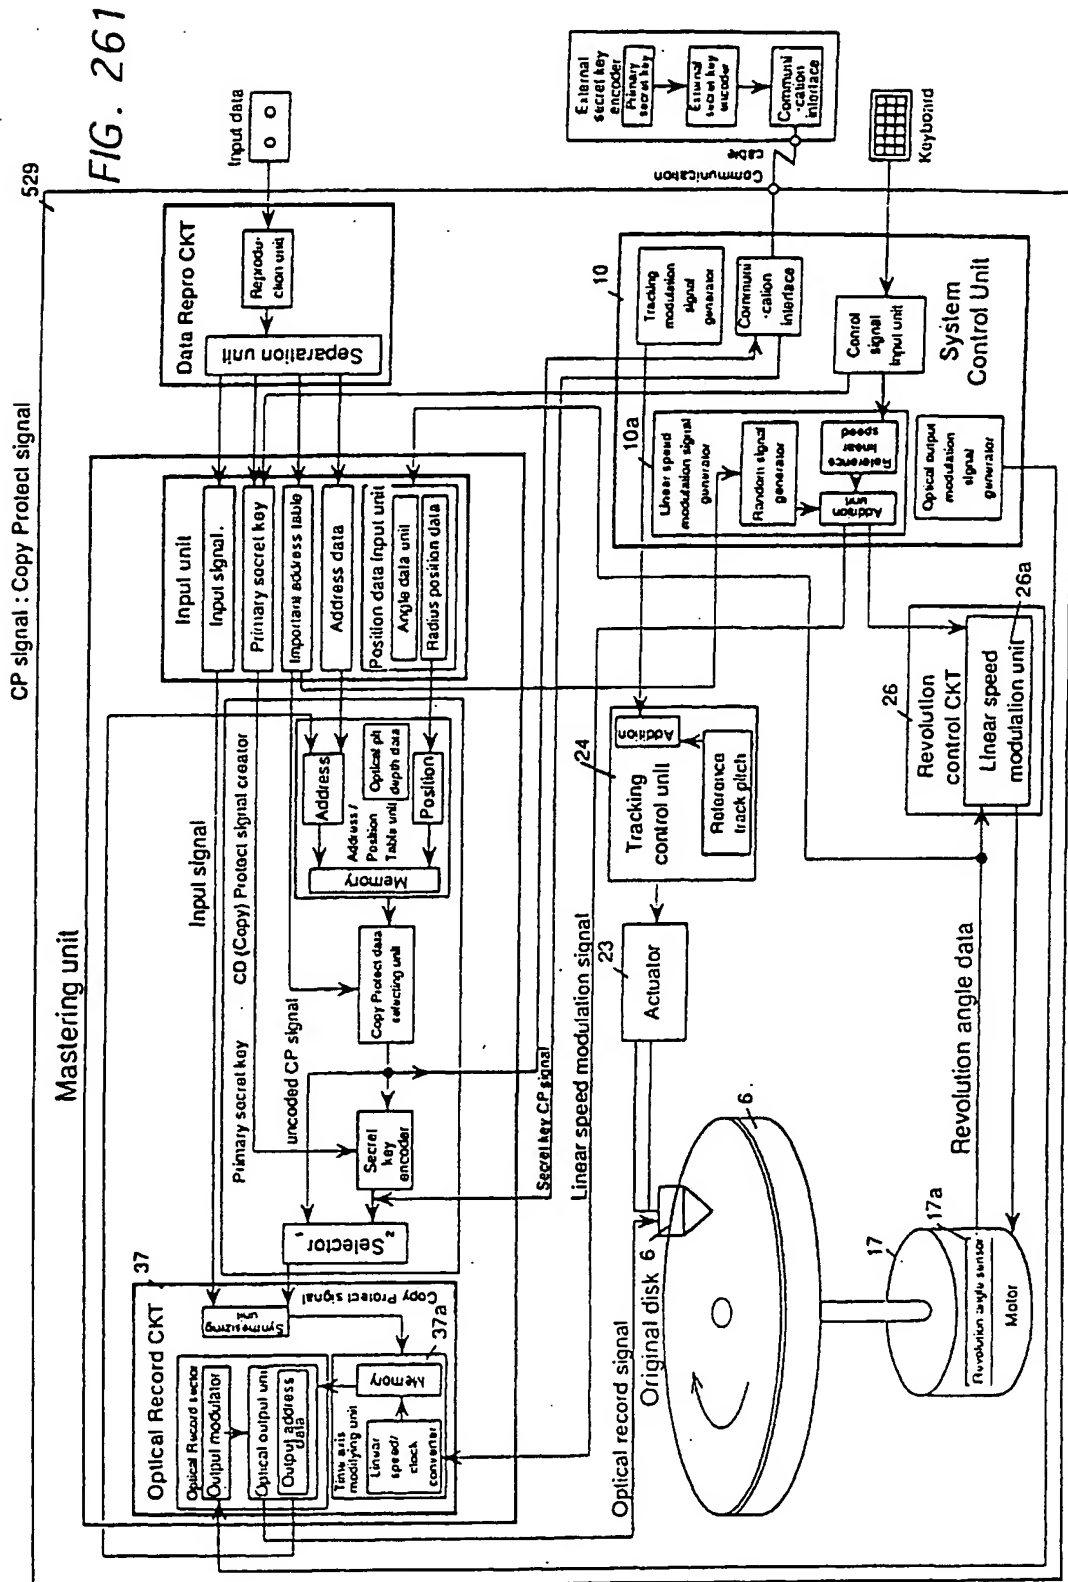 FIG. 261
CP signal : Copy Protect signal
529
Input data
Data Repro CKT
Reprodu-
ction unit
Separation unit
External
secret key
encoder
Primary
secret key
External
secret key
encoder
Communi
-cation
interface
Communication
cable
Keyboard
Mastering unit
Input unit
Input signal.
Primary secret key
Important address table
Address data
Position data Input unit
Angle data unit
Radius position data
Input signal
Primary secret key
CD (Copy) Protect signal creator
uncoded CP signal
Address
Address /
Position
Table unit
Optical ph
depth data
Position
Memory
Copy Protect data
selecting unit
Secret
key
encoder
Secret key CP signal
Selector
1
2
37
Optical Record CKT
Synthesizing
unit
Copy Protect signal
Optical Record sector
Output modulator
Optical output unit
Output address
data
37a
Time axis
modifying unit
Memory
Linear
speed/
clock
converter
10
System
Control Unit
Tracking
modulation
signal
generator
Communi
-cation
Interface
Control
signal
Input unit
10a
Linear speed
modulation signal
generator
Random signal
generator
Reference
linear
speed
Addition
unit
Optical output
modulation
signal
generator
Linear speed modulation signal
24
Tracking
control unit
Addition
Reference
track pitch
23
Actuator
26
Revolution
control CKT
26a
Linear speed
modulation unit
Revolution angle data
Optical record signal
Original disk 6
6
6
17
17a
Revolution angle sensor
Motor